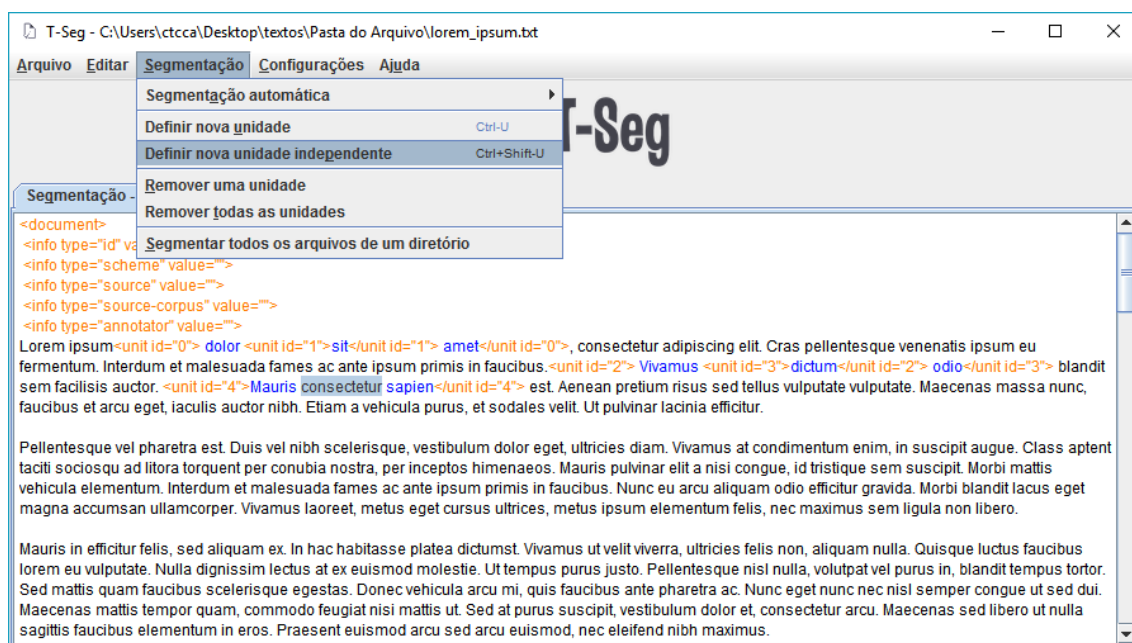 T-Seg - C:\Users\ctcca\Desktop\textos\Pasta do Arquivo\lorem_ipsum.txt
Arquivo Editar Segmentação Configurações Ajuda
Segmentação automática
Definir nova unidade Ctrl-U
Definir nova unidade independente Ctrl+Shift-U
Remover uma unidade
Remover todas as unidades
Segmentar todos os arquivos de um diretório
T-Seg
Segmentação -
<document>
<info type="id" va
<info type="scheme" value="">
<info type="source" value="">
<info type="source-corpus" value="">
<info type="annotator" value="">
Lorem ipsum<unit id="0"> dolor <unit id="1">sit</unit id="1"> amet</unit id="0">, consectetur adipiscing elit. Cras pellentesque venenatis ipsum eu
fermentum. Interdum et malesuada fames ac ante ipsum primis in faucibus.<unit id="2"> Vivamus <unit id="3">dictum</unit id="2"> odio</unit id="3"> blandit
sem facilisis auctor. <unit id="4">Mauris consectetur sapien</unit id="4"> est. Aenean pretium risus sed tellus vulputate vulputate. Maecenas massa nunc,
faucibus et arcu eget, iaculis auctor nibh. Etiam a vehicula purus, et sodales velit. Ut pulvinar lacinia efficitur.
Pellentesque vel pharetra est. Duis vel nibh scelerisque, vestibulum dolor eget, ultricies diam. Vivamus at condimentum enim, in suscipit augue. Class aptent
taciti sociosqu ad litora torquent per conubia nostra, per inceptos himenaeos. Mauris pulvinar elit a nisi congue, id tristique sem suscipit. Morbi mattis
vehicula elementum. Interdum et malesuada fames ac ante ipsum primis in faucibus. Nunc eu arcu aliquam odio efficitur gravida. Morbi blandit lacus eget
magna accumsan ullamcorper. Vivamus laoreet, metus eget cursus ultrices, metus ipsum elementum felis, nec maximus sem ligula non libero.
Mauris in efficitur felis, sed aliquam ex. In hac habitasse platea dictumst. Vivamus ut velit viverra, ultricies felis non, aliquam nulla. Quisque luctus faucibus
lorem eu vulputate. Nulla dignissim lectus at ex euismod molestie. Ut tempus purus justo. Pellentesque nisl nulla, volutpat vel purus in, blandit tempus tortor.
Sed mattis quam faucibus scelerisque egestas. Donec vehicula arcu mi, quis faucibus ante pharetra ac. Nunc eget nunc nec nisl semper congue ut sed dui.
Maecenas mattis tempor quam, commodo feugiat nisi mattis ut. Sed at purus suscipit, vestibulum dolor et, consectetur arcu. Maecenas sed libero ut nulla
sagittis faucibus elementum in eros. Praesent euismod arcu sed arcu euismod, nec eleifend nibh maximus.